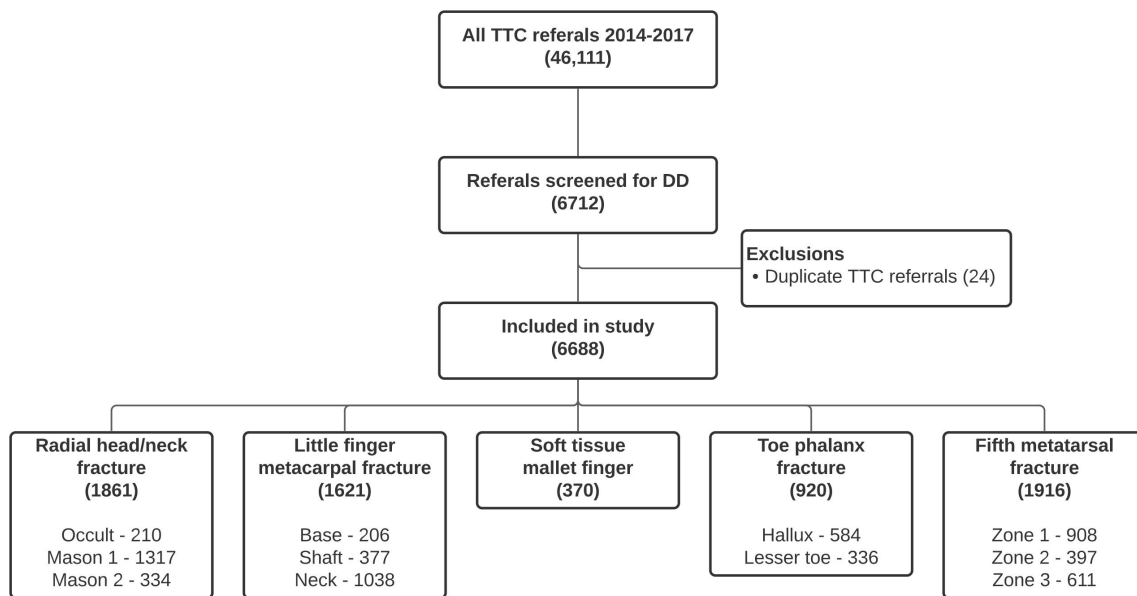 All TTC referals 2014-2017
(46,111)
Referals screened for DD
(6712)
Exclusions
• Duplicate TTC referrals (24)
Included in study
(6688)
Radial head/neck
fracture
(1861)
Occult - 210
Mason 1 - 1317
Mason 2 - 334
Little finger
metacarpal fracture
(1621)
Base - 206
Shaft - 377
Neck - 1038
Soft tissue
mallet finger
(370)
Toe phalanx
fracture
(920)
Hallux - 584
Lesser toe - 336
Fifth metatarsal
fracture
(1916)
Zone 1 - 908
Zone 2 - 397
Zone 3 - 611